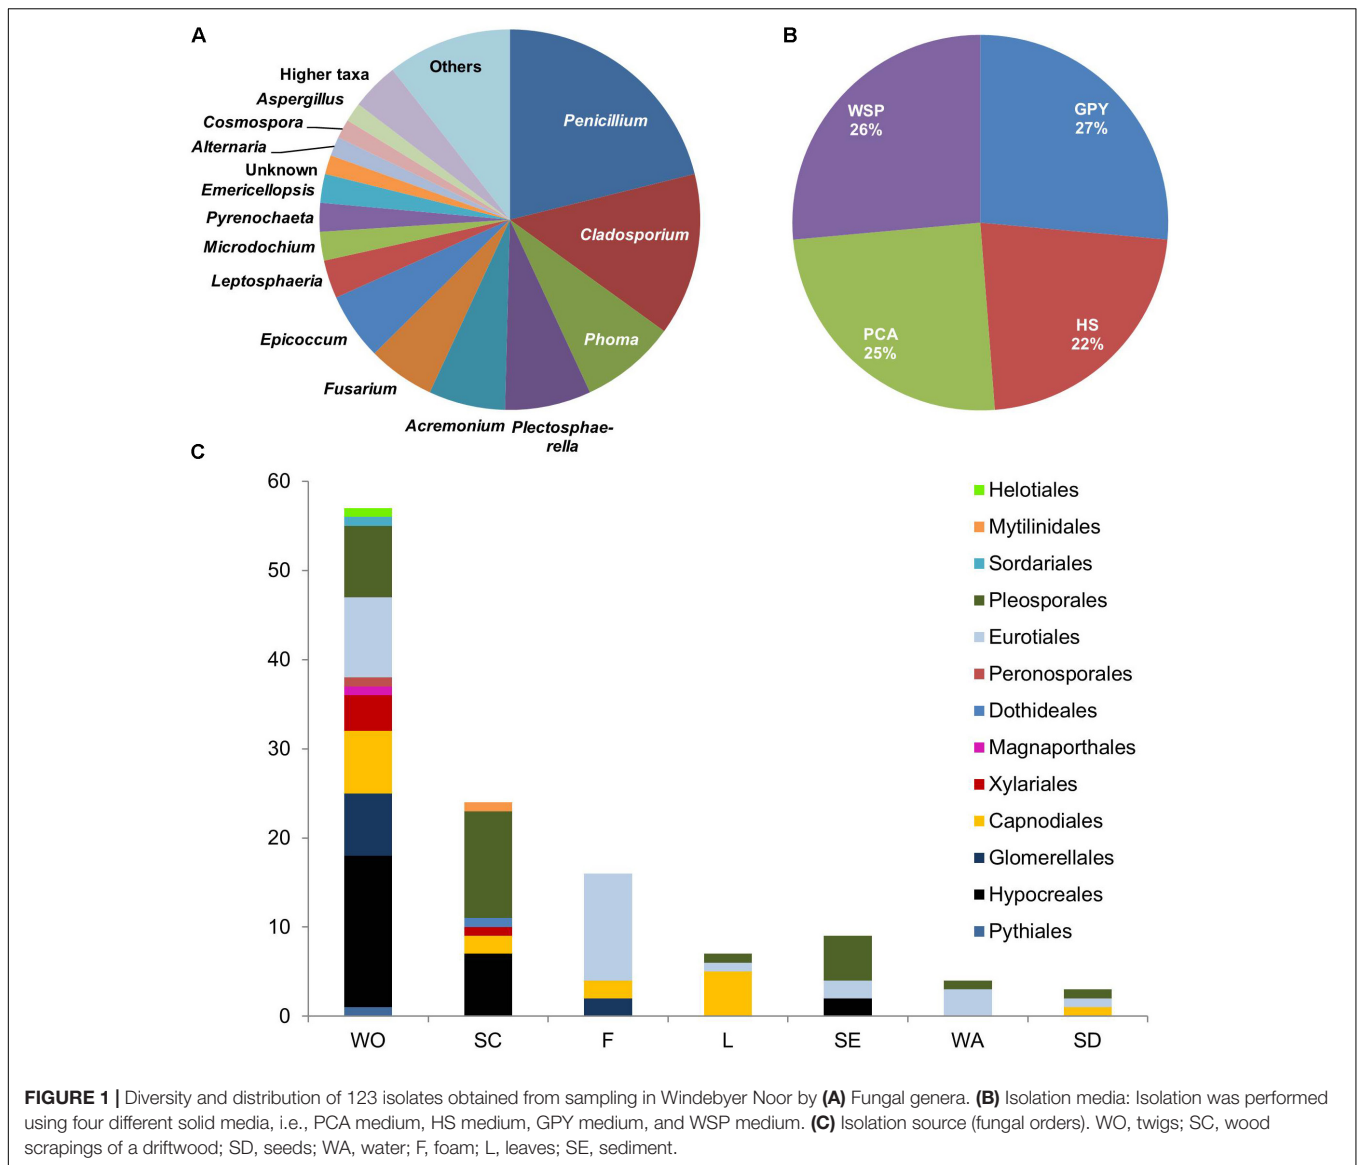 A
Others
Higher taxa
Aspergillus
Cosmospora
Alternaria
Unknown
Emericellopsis
Pyrenochaeta
Microdochium
Leptosphaeria
Epicoccum
Fusarium
Acremonium
Plectosphae-
rella
Phoma
Cladosporium
Penicillium
B
WSP
26%
GPY
27%
PCA
25%
HS
22%
C
60
50
40
30
20
10
0
WO SC F L SE WA SD
Helotiales
Mytilinidales
Sordariales
Pleosporales
Eurotiales
Peronosporales
Dothideales
Magnaporthales
Xylariales
Capnodiales
Glomerellales
Hypocreales
Pythiales
FIGURE 1 | Diversity and distribution of 123 isolates obtained from sampling in Windebyer Noor by (A) Fungal genera. (B) Isolation media: Isolation was performed
using four different solid media, i.e., PCA medium, HS medium, GPY medium, and WSP medium. (C) Isolation source (fungal orders). WO, twigs; SC, wood
scrapings of a driftwood; SD, seeds; WA, water; F, foam; L, leaves; SE, sediment.